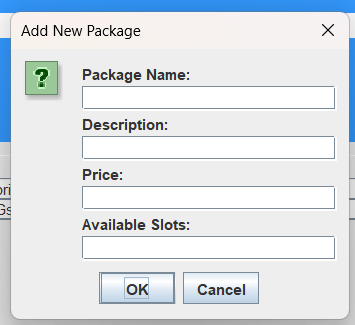 Add New Package
?
Package Name:
Description:
Price:
Available Slots:
OK
Cancel